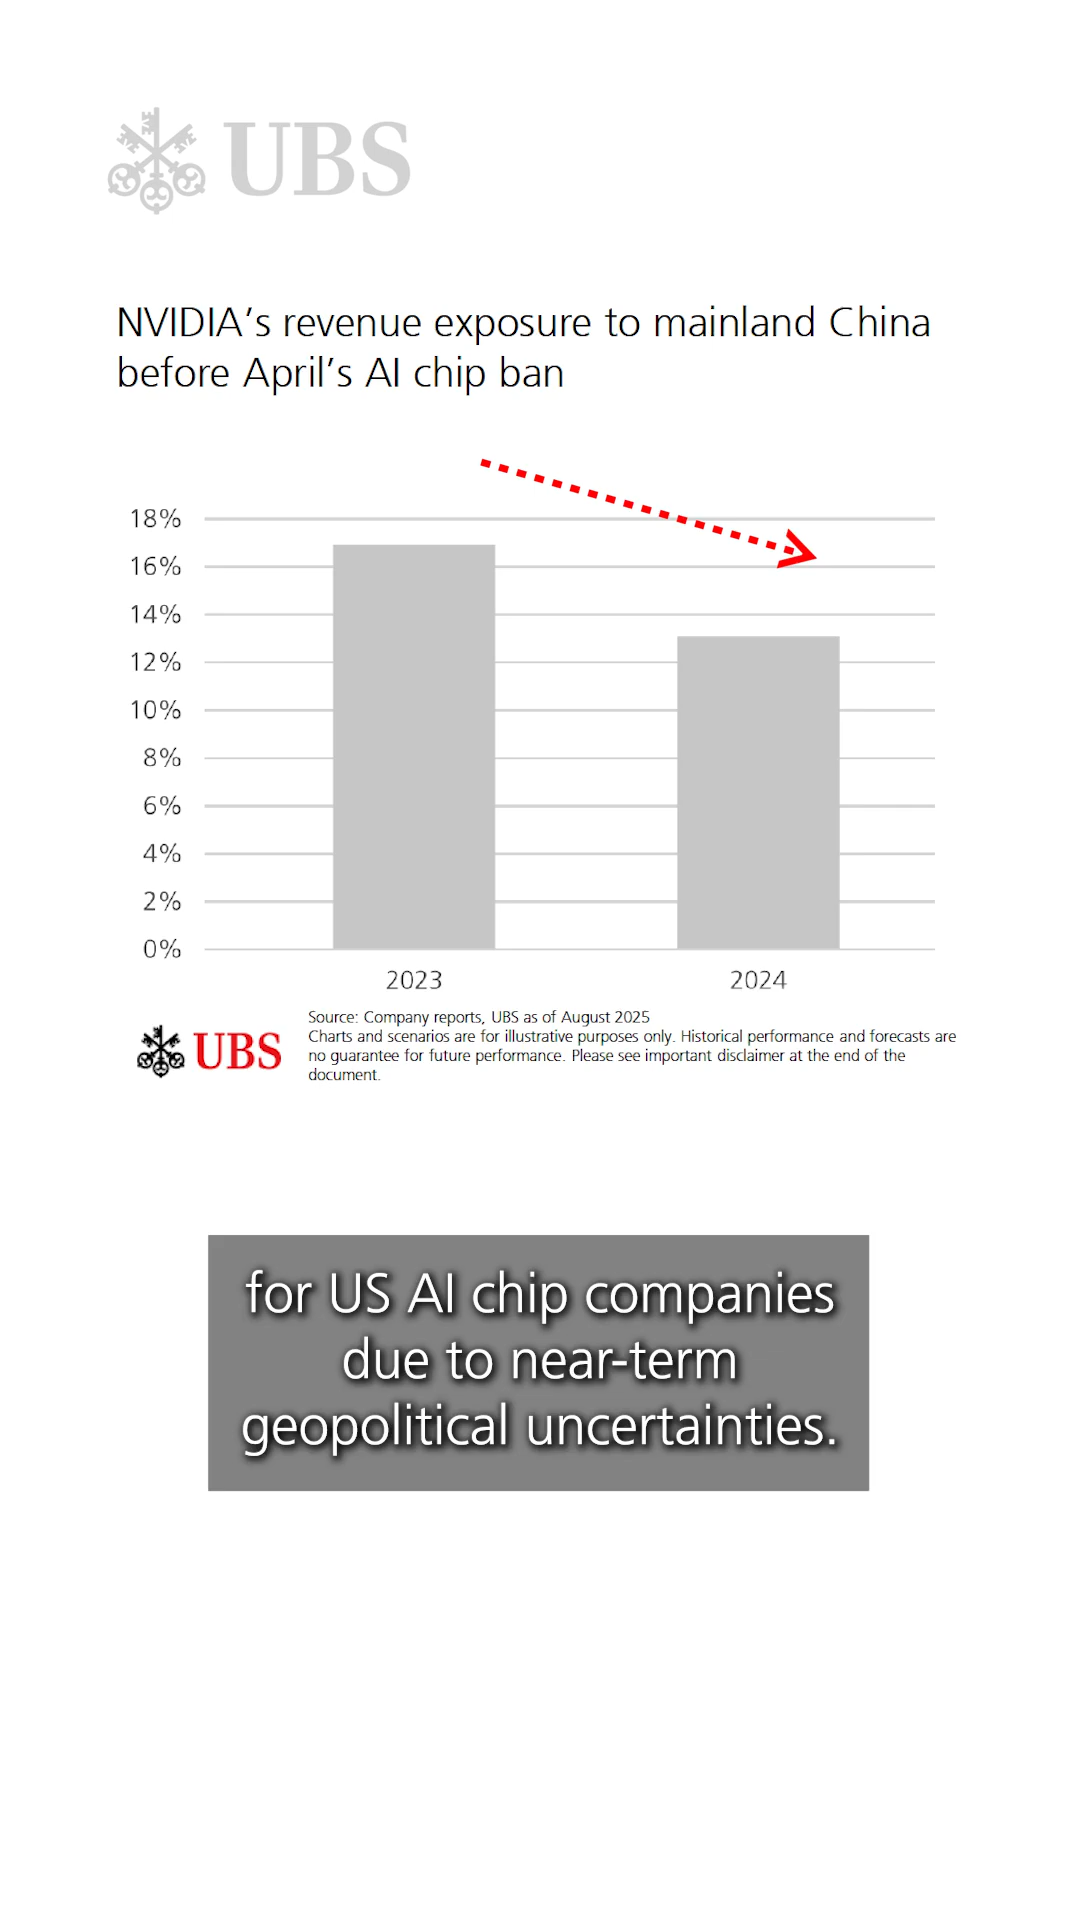 UBS
NVIDIA’s revenue exposure to mainland China
before April’s AI chip ban
18%
16%
14%
12%
10%
8%
6%
4%
2%
0%
2023
2024
UBS
Source: Company reports, UBS as of August 2025
Charts and scenarios are for illustrative purposes only. Historical performance and forecasts are
no guarantee for future performance. Please see important disclaimer at the end of the
document.
for US AI chip companies
due to near-term
geopolitical uncertainties.